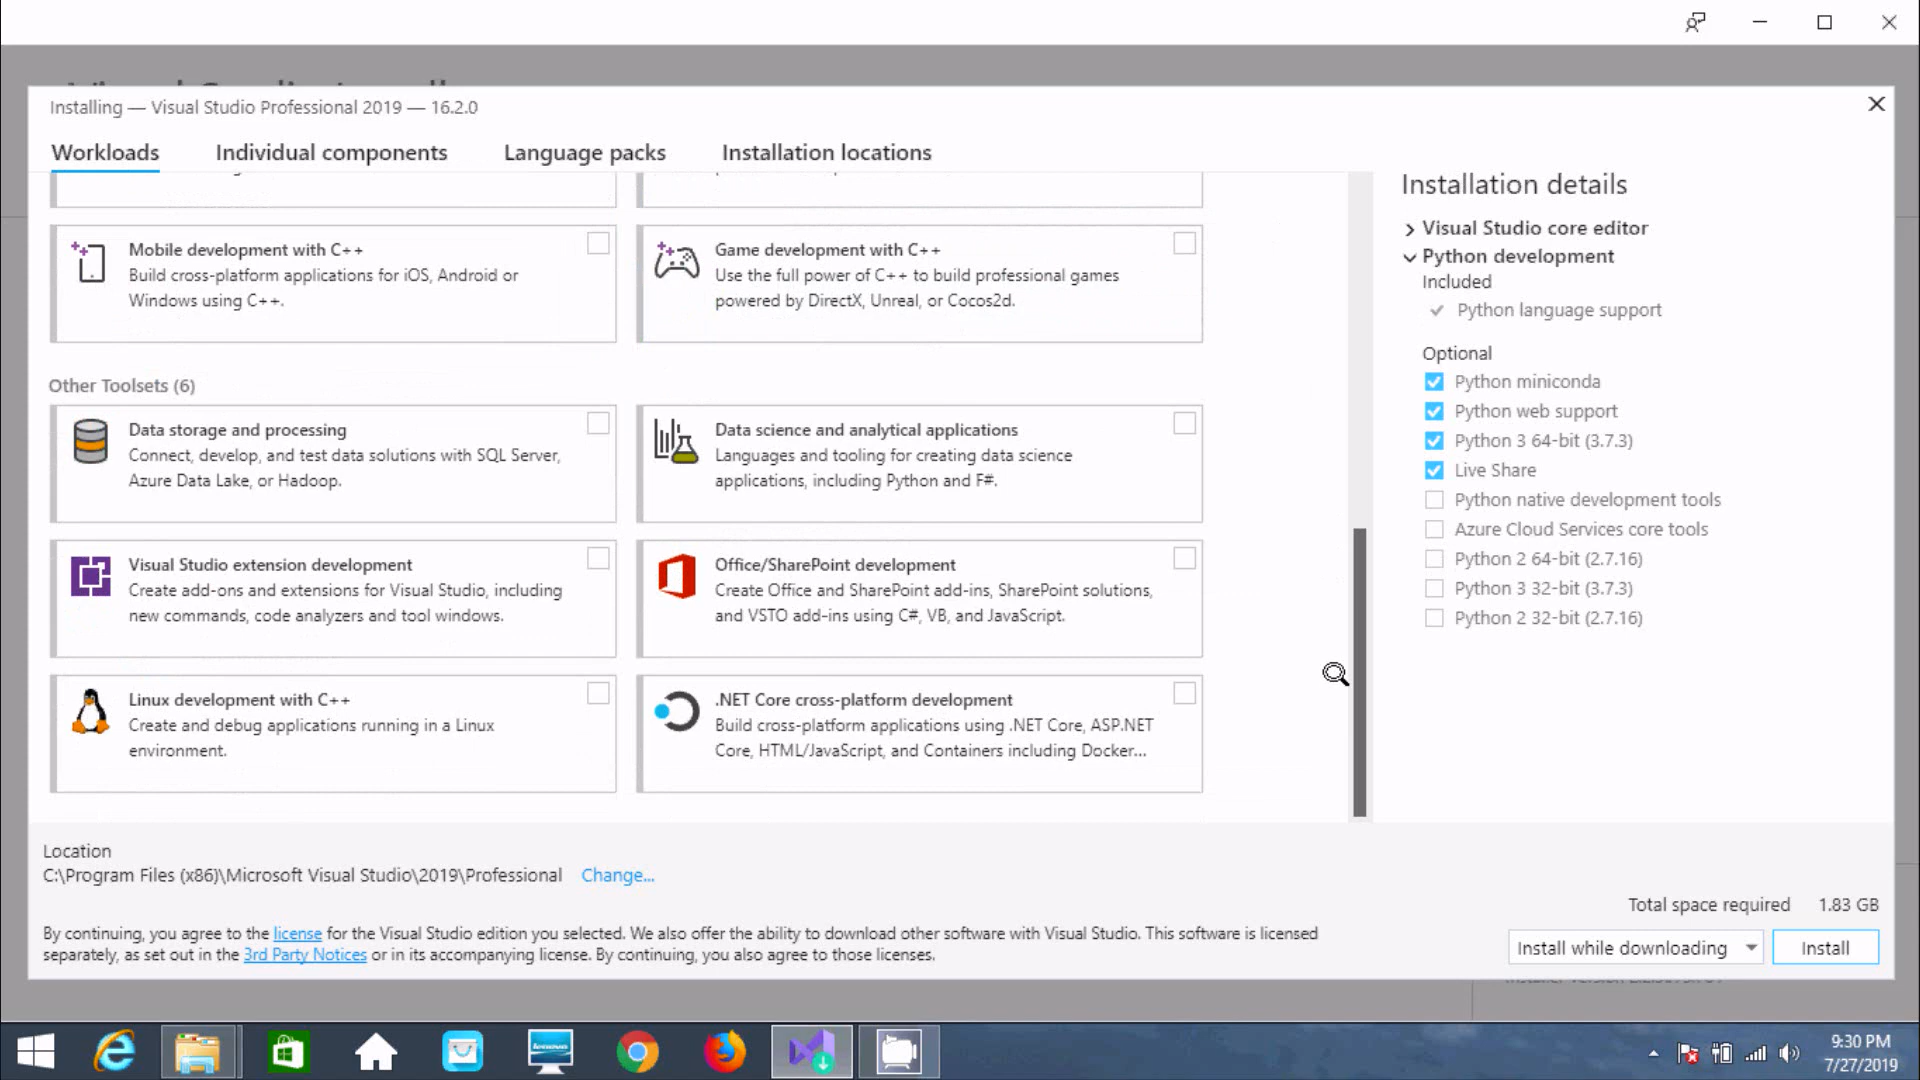 Installing — Visual Studio Professional 2019 — 16.2.0
Workloads
Individual components
Language packs
Installation locations
Mobile development with C++
Build cross-platform applications for iOS, Android or
Windows using C++.
Game development with C++
Use the full power of C++ to build professional games
powered by DirectX, Unreal, or Cocos2d.
Other Toolsets (6)
Data storage and processing
Connect, develop, and test data solutions with SQL Server,
Azure Data Lake, or Hadoop.
Data science and analytical applications
Languages and tooling for creating data science
applications, including Python and F#.
Visual Studio extension development
Create add-ons and extensions for Visual Studio, including
new commands, code analyzers and tool windows.
Office/SharePoint development
Create Office and SharePoint add-ins, SharePoint solutions,
and VSTO add-ins using C#, VB, and JavaScript.
Linux development with C++
Create and debug applications running in a Linux
environment.
.NET Core cross-platform development
Build cross-platform applications using .NET Core, ASP.NET
Core, HTML/JavaScript, and Containers including Docker...
Installation details
Visual Studio core editor
Python development
Included
Python language support
Optional
Python miniconda
Python web support
Python 3 64-bit (3.7.3)
Live Share
Python native development tools
Azure Cloud Services core tools
Python 2 64-bit (2.7.16)
Python 3 32-bit (3.7.3)
Python 2 32-bit (2.7.16)
Location
C:\Program Files (x86)\Microsoft Visual Studio\2019\Professional Change...
Total space required 1.83 GB
By continuing, you agree to the license for the Visual Studio edition you selected. We also offer the ability to download other software with Visual Studio. This software is licensed
separately, as set out in the 3rd Party Notices or in its accompanying license. By continuing, you also agree to those licenses.
Install while downloading
Install
9:30 PM
7/27/2019